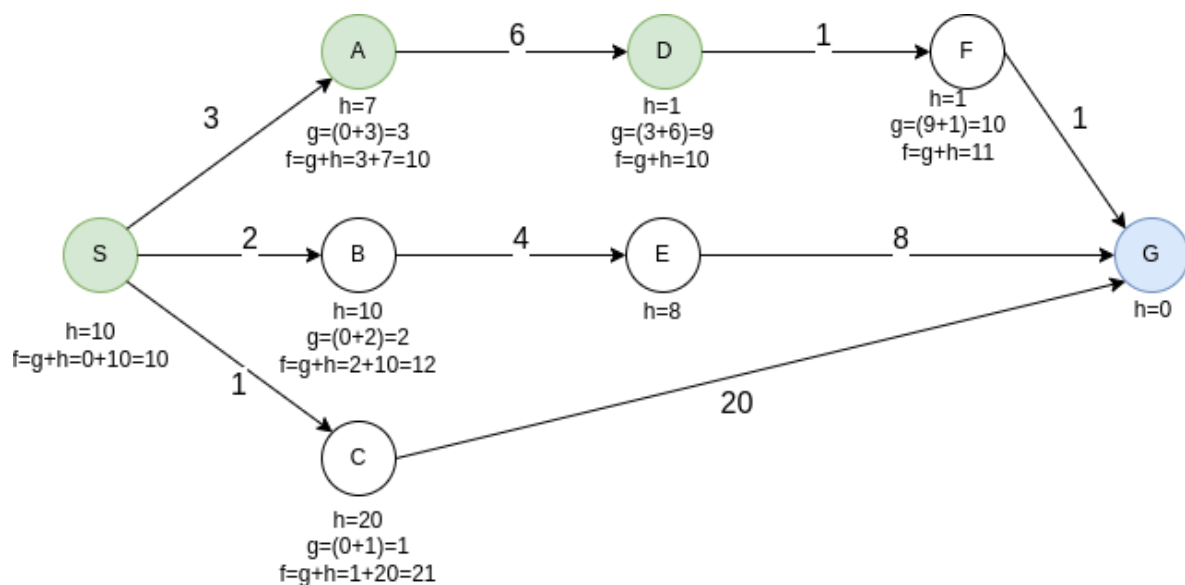 A
6
D
1
F
3
h=7
g=(0+3)=3
f=g+h=3+7=10
h=1
g=(3+6)=9
f=g+h=10
h=1
g=(9+1)=10
f=g+h=11
1
S
2
B
4
E
8
G
h=10
f=g+h=0+10=10
h=10
g=(0+2)=2
f=g+h=2+10=12
h=8
h=0
1
20
C
h=20
g=(0+1)=1
f=g+h=1+20=21